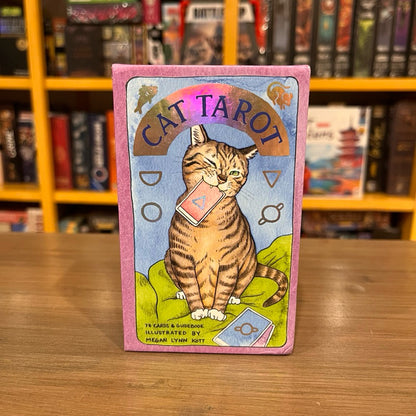 CAT TAROT
78 CARDS & GUIDEBOOK
ILLUSTRATED BY
MEGAN LYNN KOTT